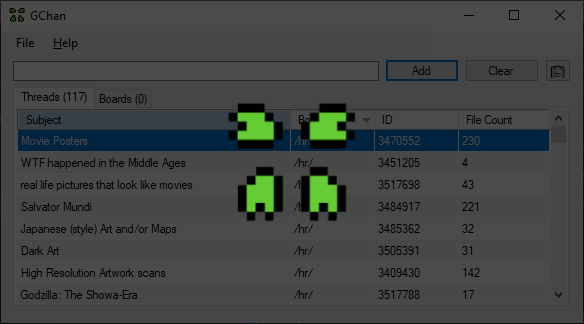 GChan
File Help
Add Clear
Threads (117) Boards (0)
Subject Bo ID File Count
Movie Posters /hr/ 3470552 230
WTF happened in the Middle Ages /hr/ 3451205 4
real life pictures that look like movies /hr/ 3517698 43
Salvator Mundi /hr/ 3484917 221
Japanese (style) Art and/or Maps /hr/ 3485362 32
Dark Art /hr/ 3505391 31
High Resolution Artwork scans /hr/ 3409430 142
Godzilla: The Showa-Era /hr/ 3517788 17